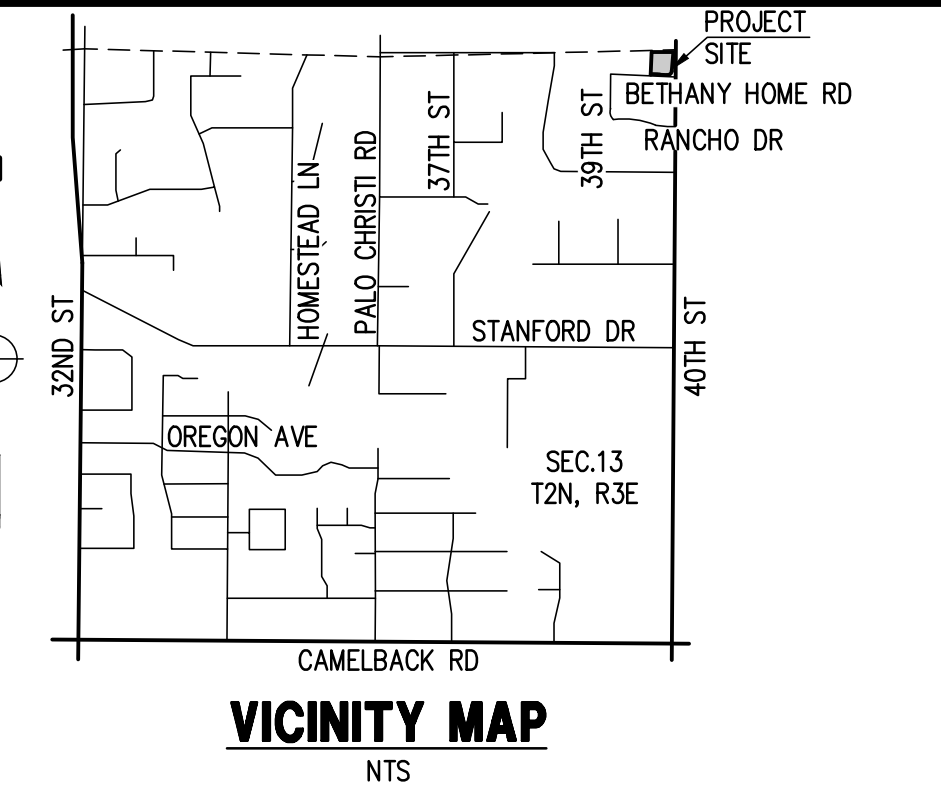 PROJECT
SITE
BETHANY HOME RD
RANCHO DR
39TH ST
37TH ST
PALO CHRISTI RD
HOMESTEAD LN
32ND ST
STANFORD DR
40TH ST
OREGON AVE
SEC.13
T2N, R3E
CAMELBACK RD
VICINITY MAP
NTS